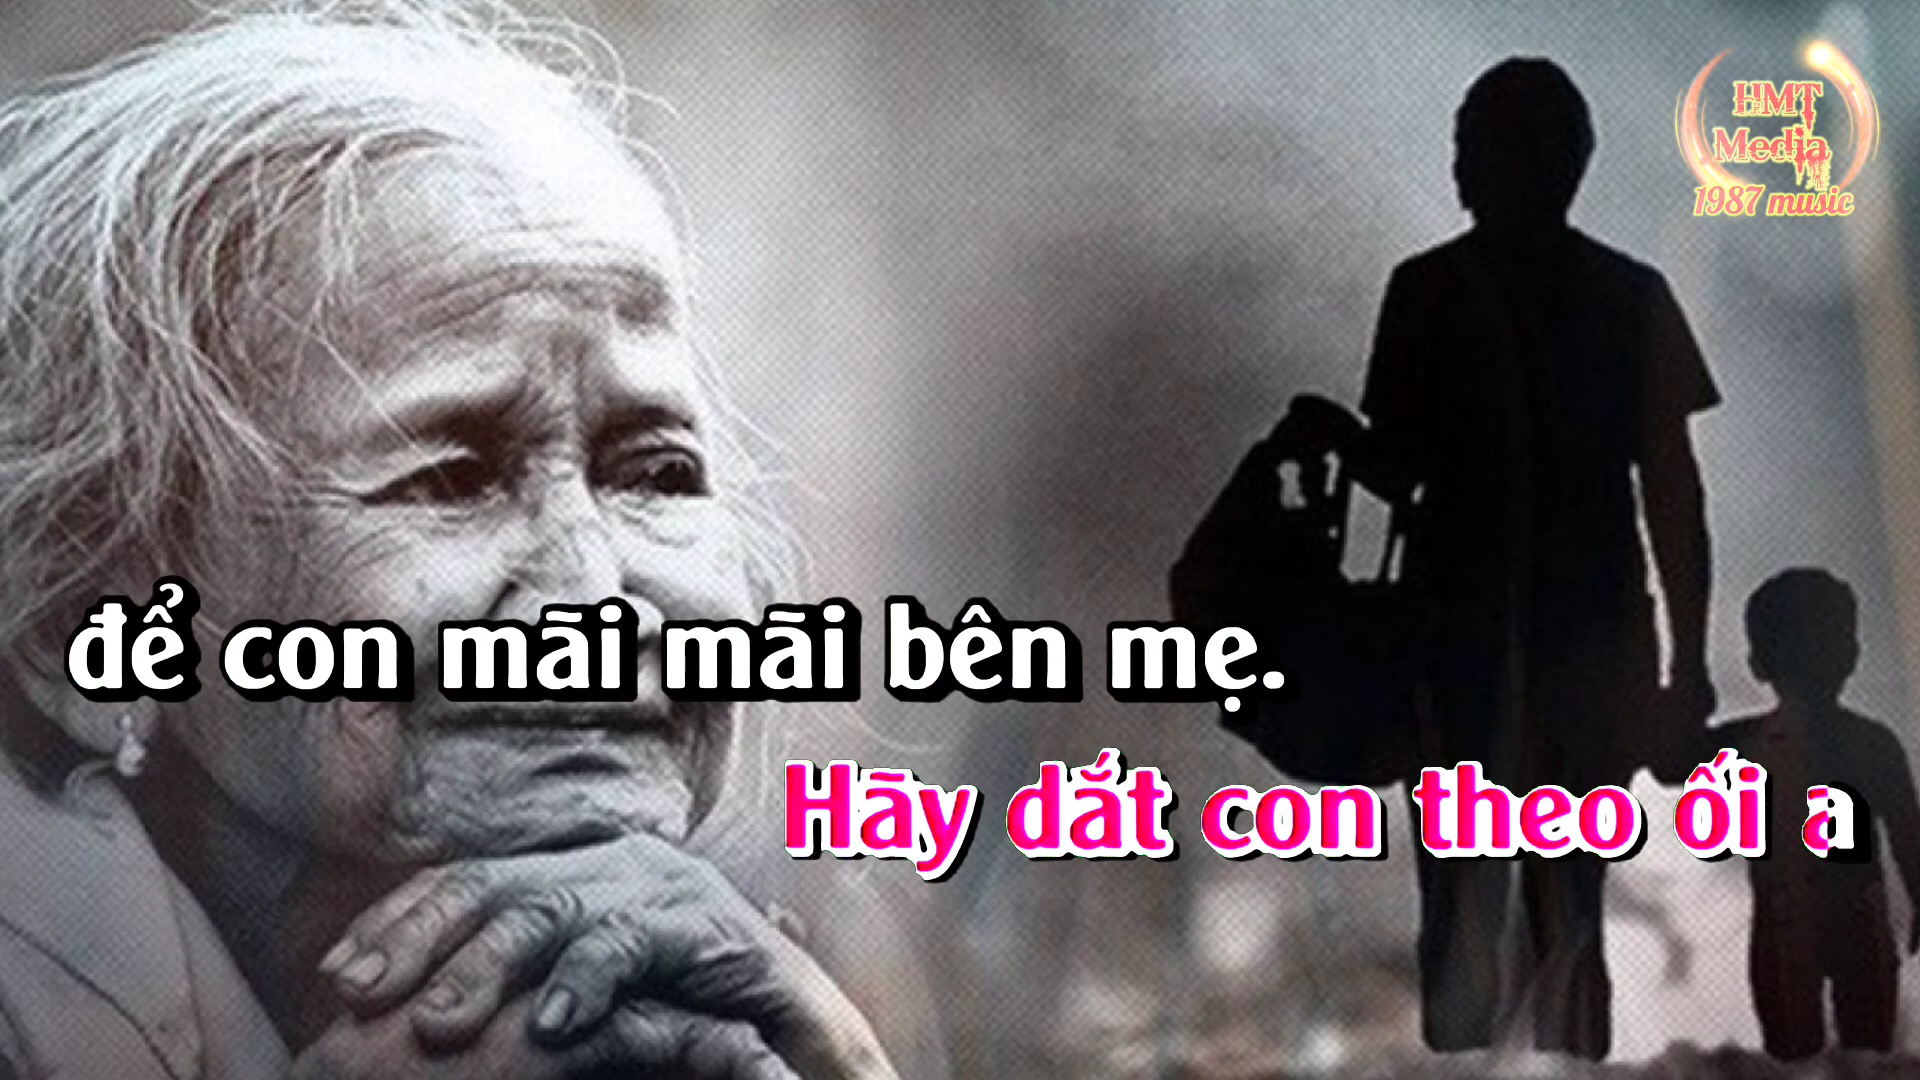 HMT
Media
1987 music
để con mãi mãi bên mẹ.
Hãy dắt con theo ối a